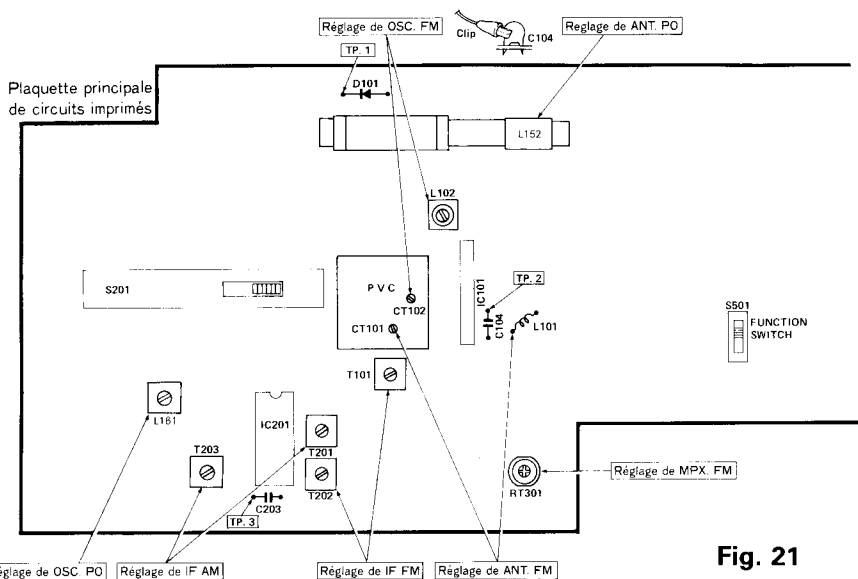 Réglage de OSC. FM
Clip
C104
Réglage de ANT. PO
TP. 1
D101
Plaquette principale
de circuits imprimés
L152
L102
S201
PVC
IC101
TP. 2
CT102
C104
L101
CT101
S501
FUNCTION
SWITCH
T101
L161
IC201
T201
T203
T202
RT301
Réglage de MPX. FM
C203
TP. 3
Réglage de OSC. PO
Réglage de IF AM
Réglage de IF FM
Réglage de ANT. FM
Fig. 21